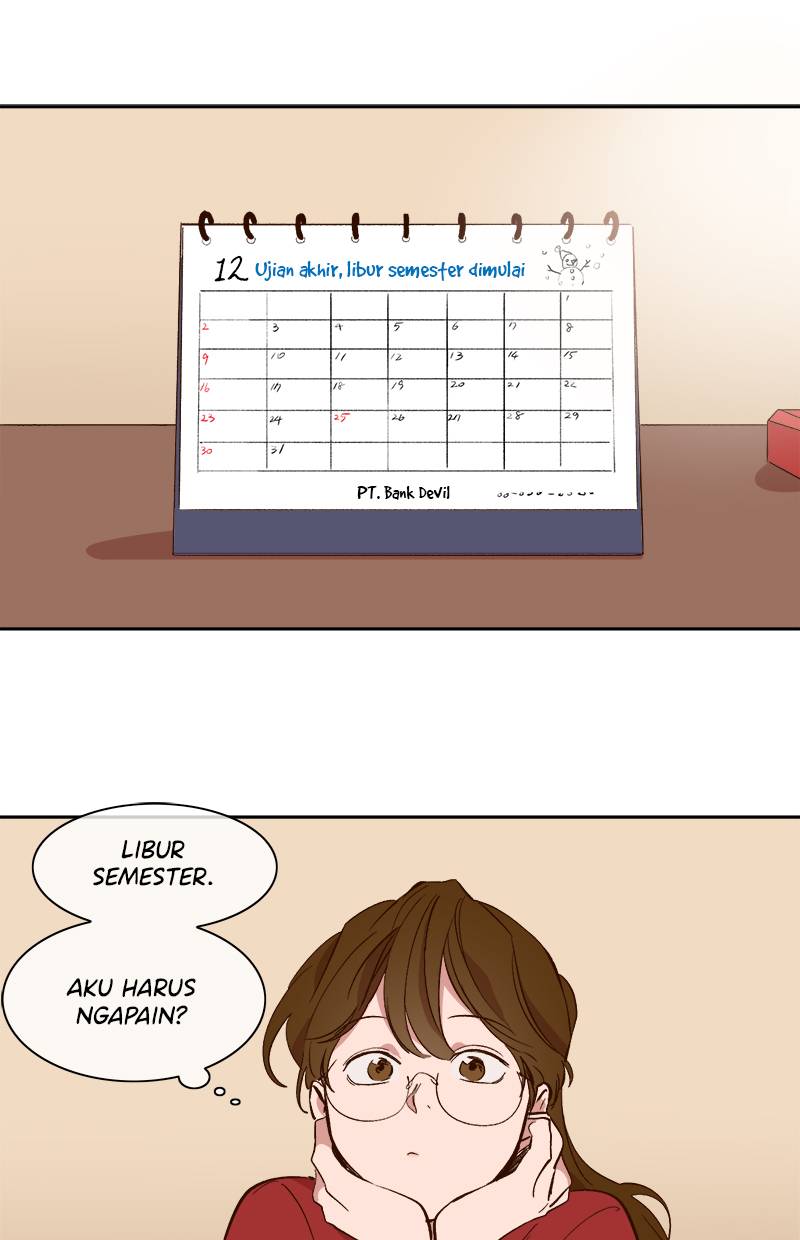 12 Ujian akhir, libur semester dimulai
1
2 3 4 5 6 7 8
9 10 11 12 13 14 15
16 17 18 19 20 21 22
23 24 25 26 27 28 29
30 31
PT. Bank Devil
LIBUR
SEMESTER.
AKU HARUS
NGAPAIN?